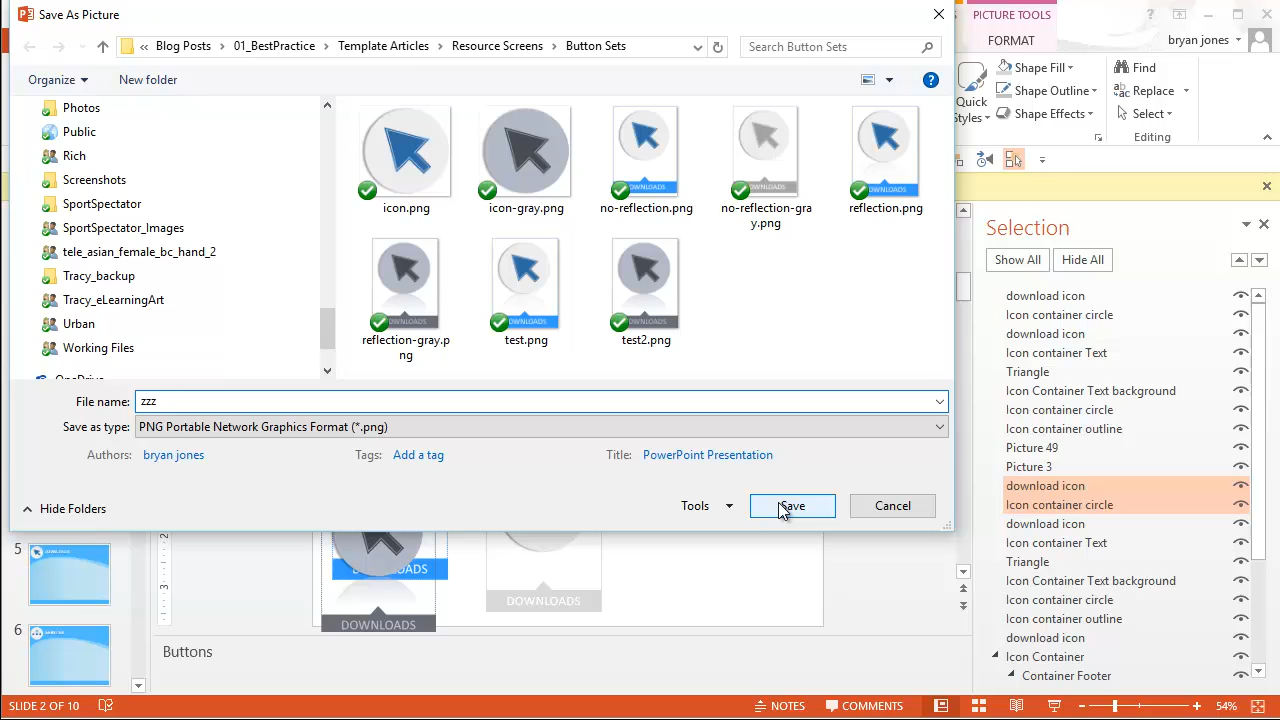 Save As Picture
PICTURE TOOLS
« Blog Posts 01_BestPractice Template Articles Resource Screens Button Sets
Search Button Sets
FORMAT
bryan jones
Organize
New folder
Photos
Public
Rich
Screenshots
SportSpectator
SportSpectator_Images
tele_asian_female_bc_hand_2
Tracy_backup
Tracy_eLearningArt
Urban
Working Files
OneDrive
DOWNLOADS
DOWNLOADS
DOWNLOADS
icon.png
icon-gray.png
no-reflection.png
no-reflection-gra
y.png
reflection.png
DOWNLOADS
DOWNLOADS
DOWNLOADS
reflection-gray.p
ng
test.png
test2.png
File name: zzz
Save as type: PNG Portable Network Graphics Format (*.png)
Authors: bryan jones
Tags: Add a tag
Title: PowerPoint Presentation
Hide Folders
Tools
Save
Cancel
Quick
Styles
Shape Fill
Shape Outline
Shape Effects
Find
Replace
Select
Editing
Selection
Show All
Hide All
download icon
Icon container circle
download icon
Icon container Text
Triangle
Icon Container Text background
Icon container circle
Icon container outline
Picture 49
Picture 3
download icon
Icon container circle
download icon
Icon container Text
Triangle
Icon Container Text background
Icon container circle
Icon container outline
download icon
Icon Container
Container Footer
5
6
2
3
DOWNLOADS
DOWNLOADS
DOWNLOADS
Buttons
SLIDE 2 OF 10
NOTES
COMMENTS
54%